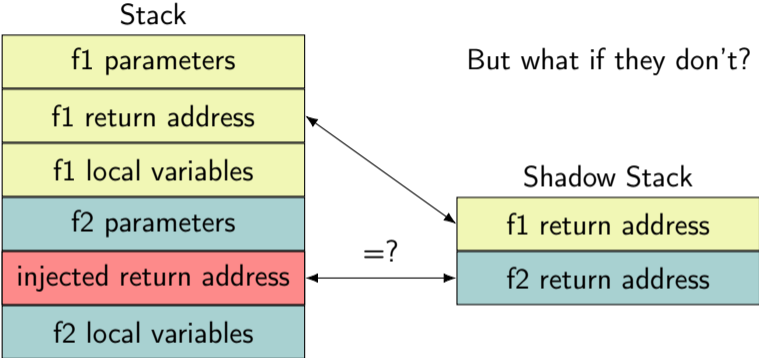 Stack
f1 parameters
But what if they don't?
f1 return address
f1 local variables
Shadow Stack
f2 parameters
f1 return address
=?
injected return address
f2 return address
f2 local variables